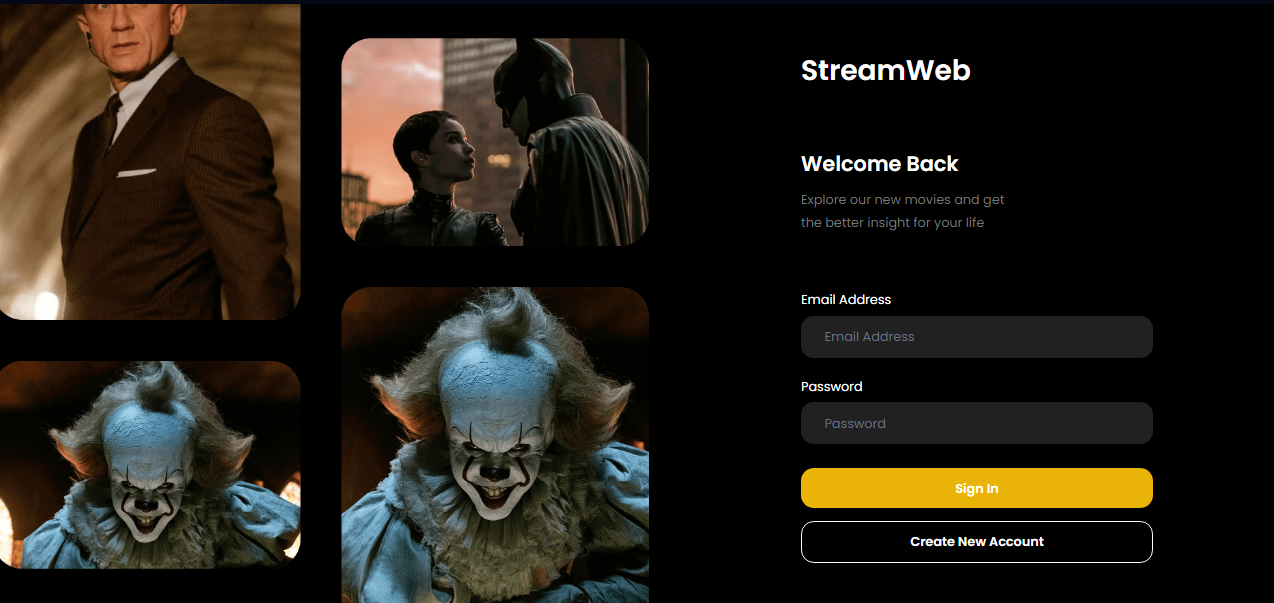 StreamWeb
Welcome Back
Explore our new movies and get
the better insight for your life
Email Address
Email Address
Password
Password
Sign In
Create New Account